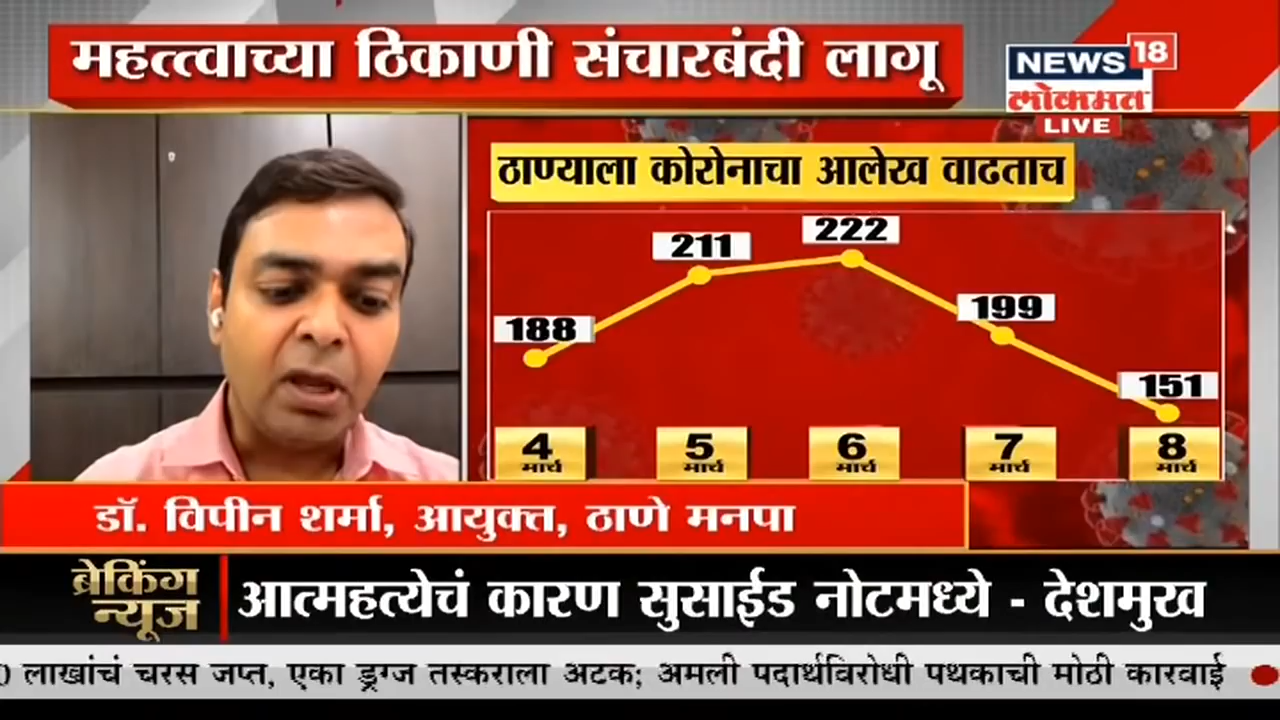 महत्त्वाच्या ठिकाणी संचारबंदी लागू
NEWS 18
लोकमत
LIVE
ठाण्याला कोरोनाचा आलेख वाढताच
188
211
222
199
151
4 मार्च
5 मार्च
6 मार्च
7 मार्च
8 मार्च
डॉ. विपीन शर्मा, आयुक्त, ठाणे मनपा
ब्रेकिंग न्यूज
आत्महत्येचं कारण सुसाईड नोटमध्ये - देशमुख
लाखांचं चरस जप्त, एका ड्रग्ज तस्कराला अटक; अमली पदार्थविरोधी पथकाची मोठी कारवाई